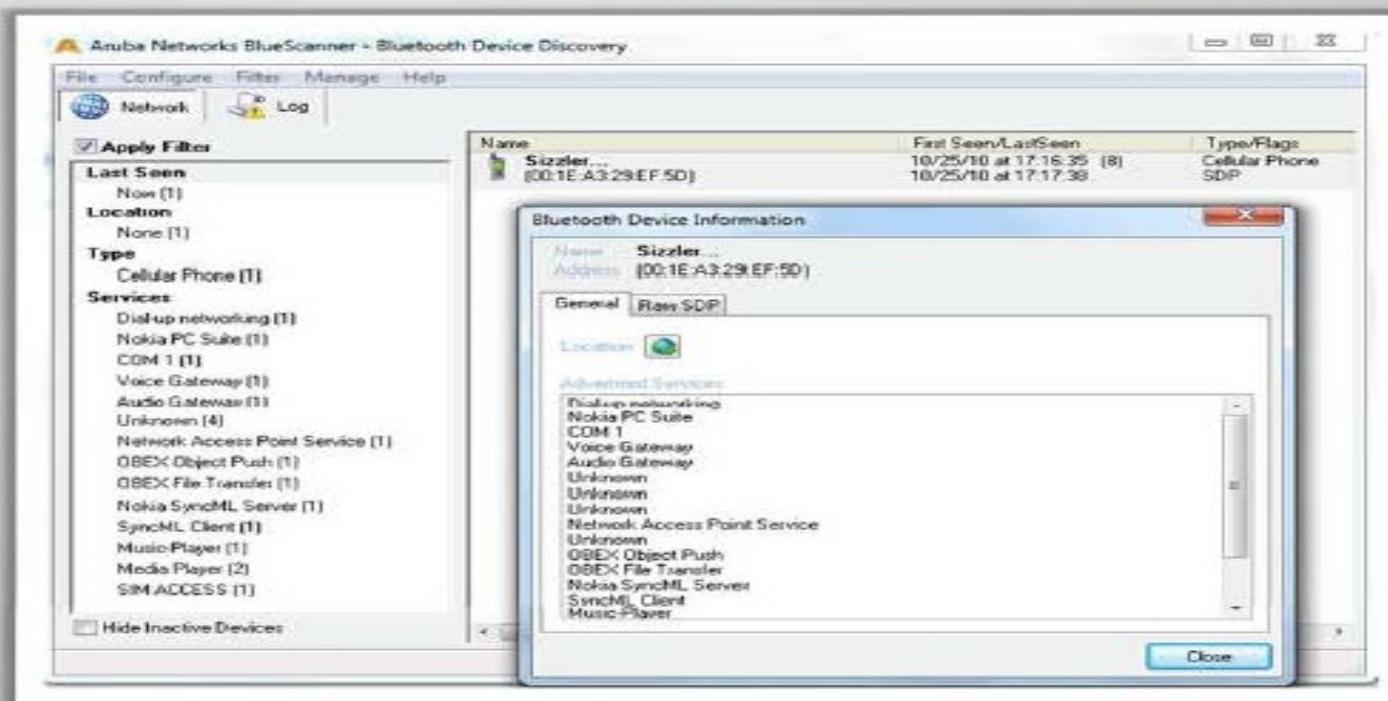 Aruba Networks BlueScanner - Bluetooth Device Discovery
File Configure Filter Manage Help
Network Log
Apply Filter
Last Seen
Now (1)
Location
None (1)
Type
Cellular Phone (1)
Services
Dial-up networking (1)
Nokia PC Suite (1)
COM 1 (1)
Voice Gateway (1)
Audio Gateway (1)
Unknown (4)
Network Access Point Service (1)
OBEX Object Push (1)
OBEX File Transfer (1)
Nokia SyncML Server (1)
SyncML Client (1)
Music-Player (1)
Media Player (2)
SIM ACCESS (1)
Hide Inactive Devices
Name First Seen/LastSeen Type/Flags
Sizzler... 10/25/10 at 17:16:35 (8) Cellular Phone
(00:1E:A3:29:EF:5D) 10/25/10 at 17:17:38 SDP
Bluetooth Device Information
Name Sizzler...
Address (00:1E:A3:29:EF:5D)
General Raw SDP
Location
Advertised Services
Dial-up networking
Nokia PC Suite
COM 1
Voice Gateway
Audio Gateway
Unknown
Unknown
Unknown
Network Access Point Service
Unknown
OBEX Object Push
OBEX File Transfer
Nokia SyncML Server
SyncML Client
Music-Player
Close